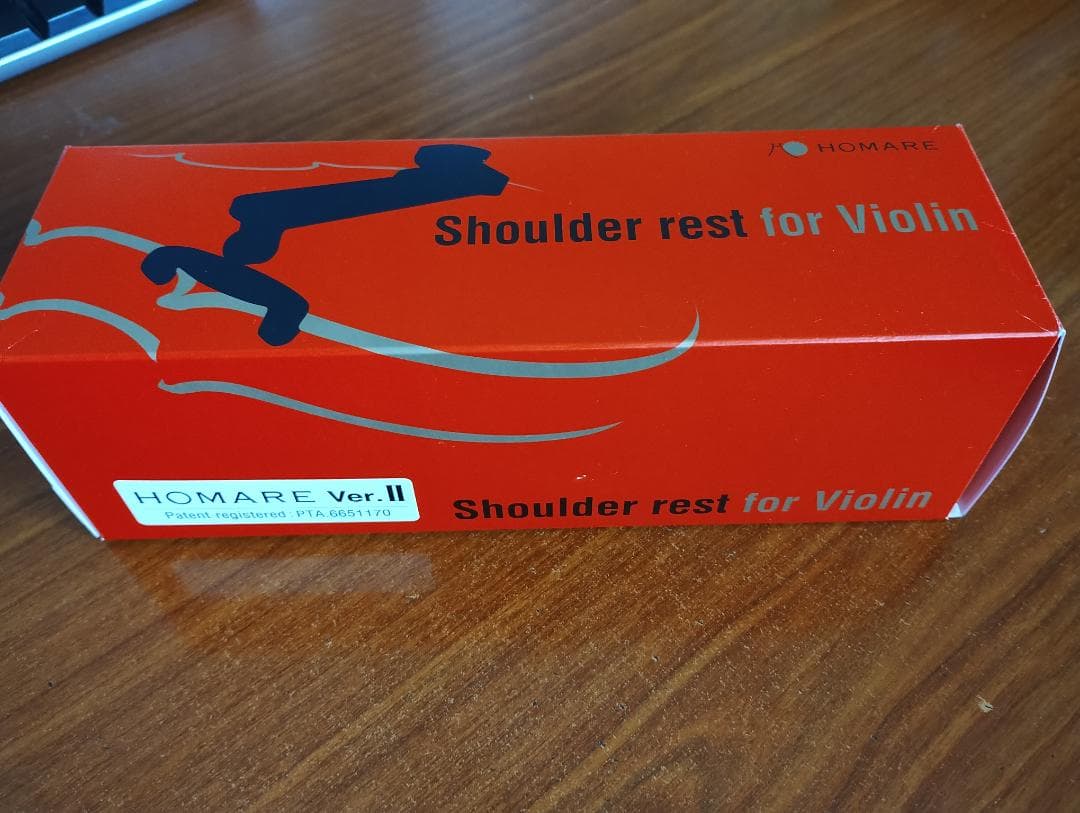 HOMARE
Shoulder rest for Violin
HOMARE Ver.II
Patent registered : PTA.6651170
Shoulder rest for Violin